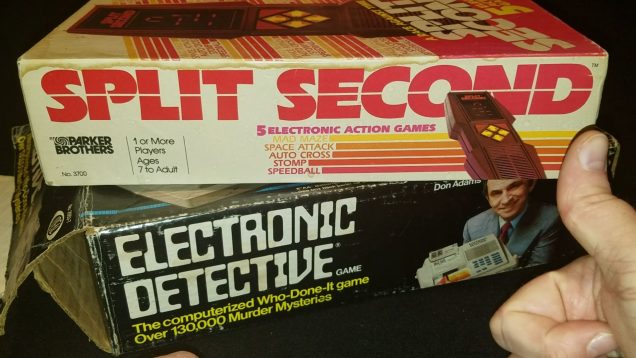 SPLIT
SECOND
SPLIT SECOND™
5 ELECTRONIC ACTION GAMES
MAD MAZE
SPACE ATTACK
AUTO CROSS
STOMP
SPEEDBALL
PARKER
BROTHERS
1 or More
Players
Ages
7 to Adult
No. 3700
Don Adams
ELECTRONIC
DETECTIVE® GAME
The computerized Who-Done-It game
Over 130,000 Murder Mysteries